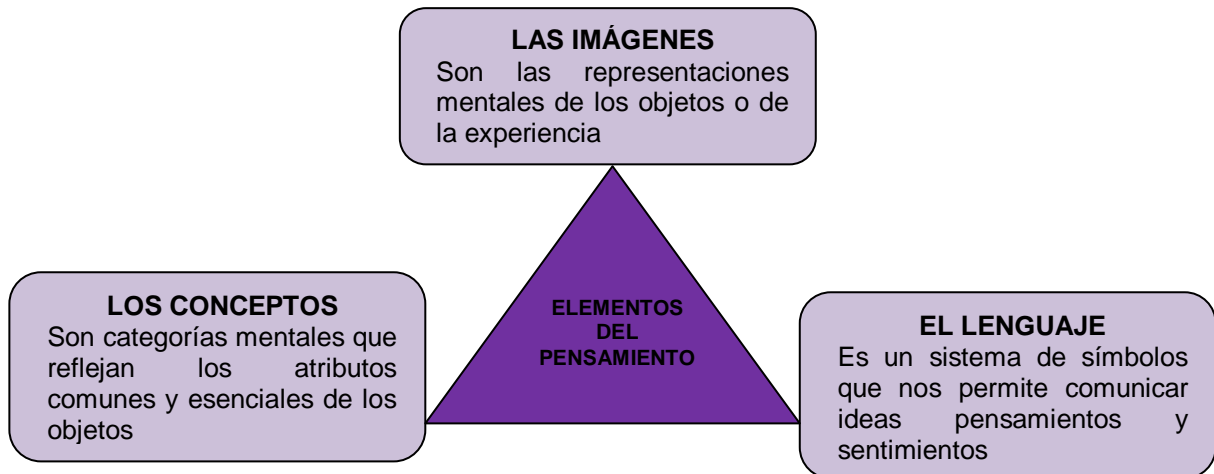 LAS IMÁGENES
Son las representaciones
mentales de los objetos o de
la experiencia
LOS CONCEPTOS
Son categorías mentales que
reflejan los atributos
comunes y esenciales de los
objetos
ELEMENTOS
DEL
PENSAMIENTO
EL LENGUAJE
Es un sistema de símbolos
que nos permite comunicar
ideas pensamientos y
sentimientos